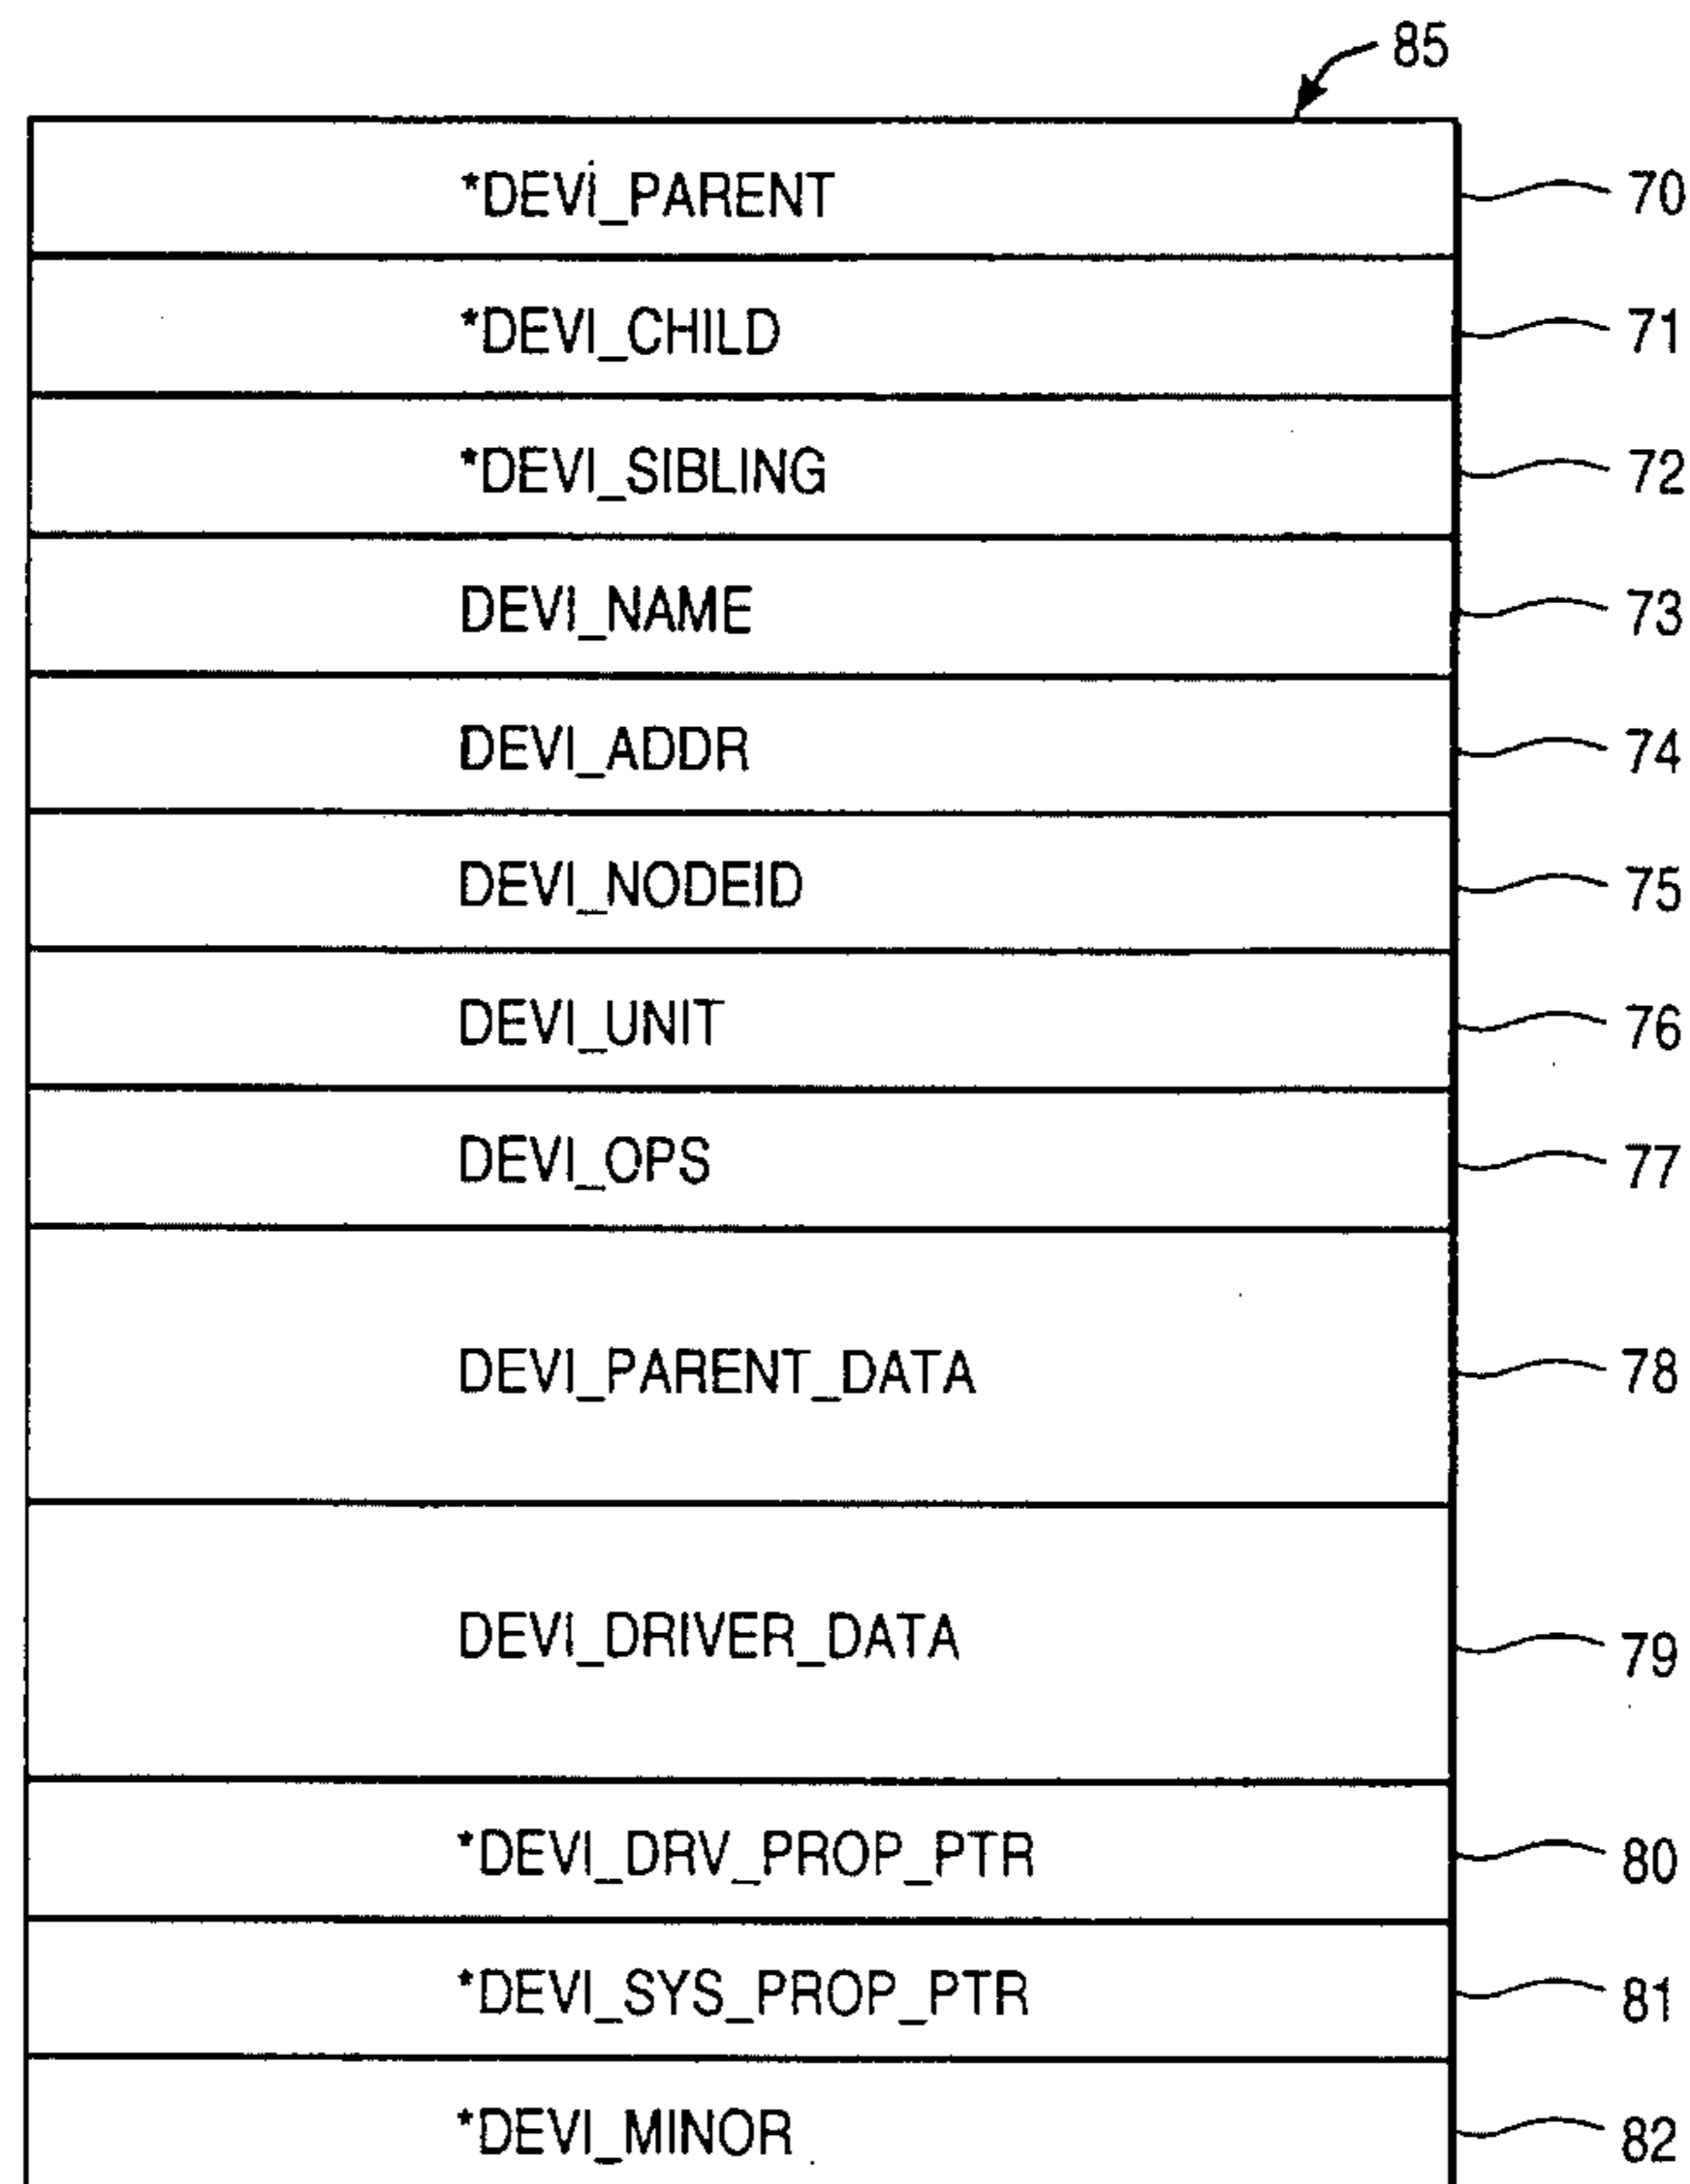 85
*DEVI_PARENT 70
*DEVI_CHILD 71
*DEVI_SIBLING 72
DEVI_NAME 73
DEVI_ADDR 74
DEVI_NODEID 75
DEVI_UNIT 76
DEVI_OPS 77
DEVI_PARENT_DATA 78
DEVI_DRIVER_DATA 79
*DEVI_DRV_PROP_PTR 80
*DEVI_SYS_PROP_PTR 81
*DEVI_MINOR 82